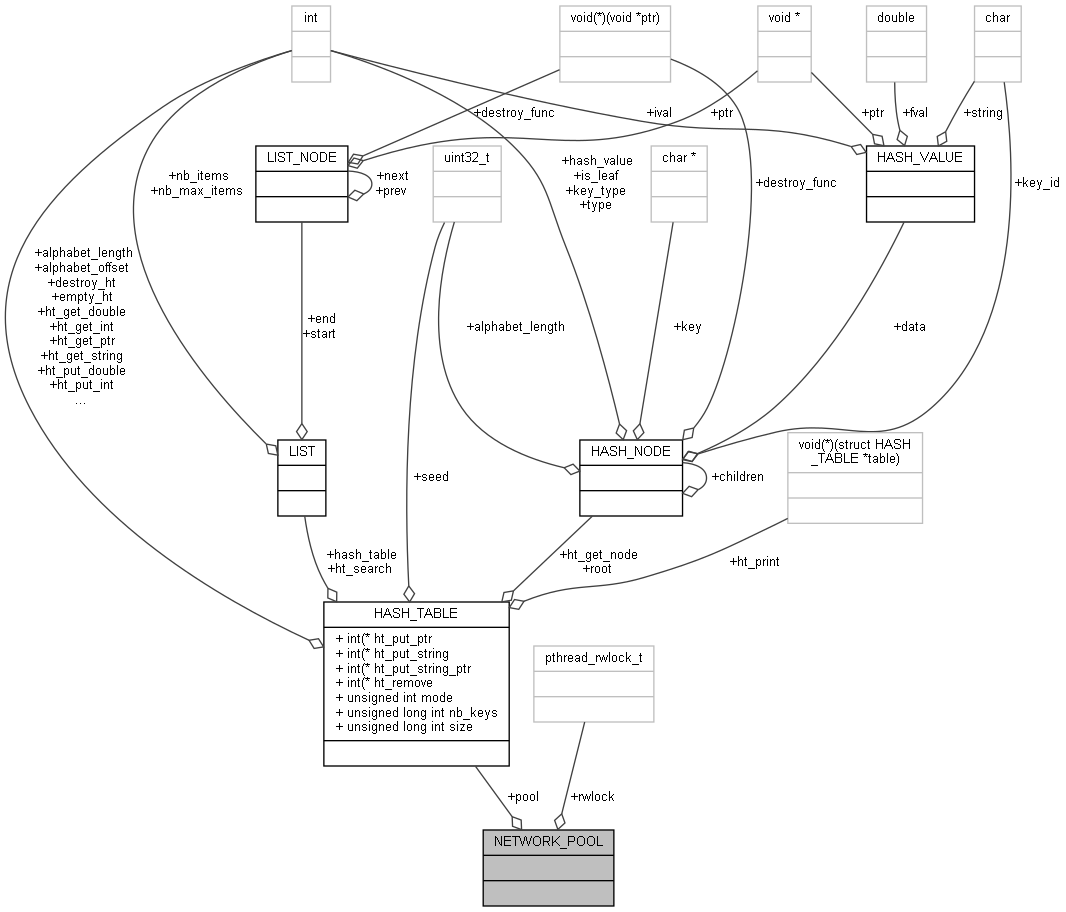 int
void(*)(void *ptr)
void *
double
char
+destroy_func
+ival
+ptr
+ptr
+fval
+string
LIST_NODE
uint32_t
char *
HASH_VALUE
+next
+prev
+nb_items
+nb_max_items
+hash_value
+is_leaf
+key_type
+type
+destroy_func
+key_id
+alphabet_length
+alphabet_offset
+destroy_ht
+empty_ht
+ht_get_double
+ht_get_int
+ht_get_ptr
+ht_get_string
+ht_put_double
+ht_put_int
...
+end
+start
+alphabet_length
+key
+data
LIST
HASH_NODE
void(*)(struct HASH
_TABLE *table)
+seed
+children
+hash_table
+ht_search
+ht_get_node
+root
+ht_print
HASH_TABLE
+ int(* ht_put_ptr
+ int(* ht_put_string
+ int(* ht_put_string_ptr
+ int(* ht_remove
+ unsigned int mode
+ unsigned long int nb_keys
+ unsigned long int size
pthread_rwlock_t
+pool
+rwlock
NETWORK_POOL